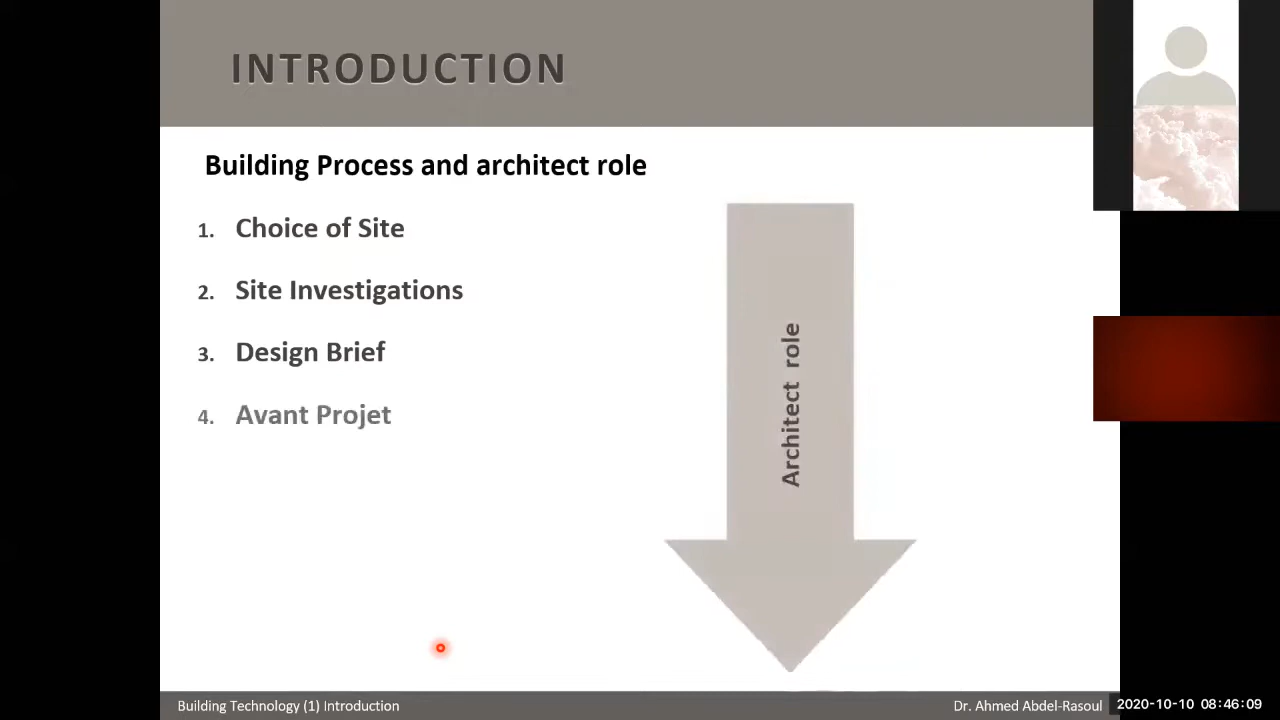 INTRODUCTION
Building Process and architect role
1. Choice of Site
2. Site Investigations
3. Design Brief
4. Avant Projet
Architect role
Building Technology (1) Introduction
Dr. Ahmed Abdel-Rasoul
2020-10-10 08:46:09